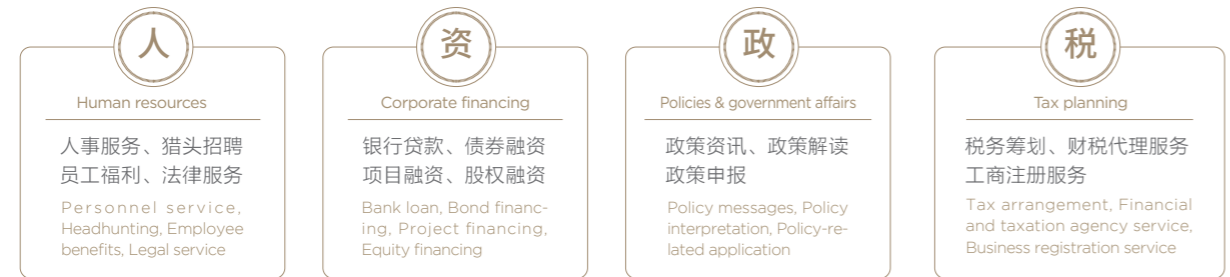 人
Human resources
人事服务、猎头招聘
员工福利、法律服务
Personnel service,
Headhunting, Employee
benefits, Legal service
资
Corporate financing
银行贷款、债券融资
项目融资、股权融资
Bank loan, Bond financ-
ing, Project financing,
Equity financing
政
Policies & government affairs
政策资讯、政策解读
政策申报
Policy messages, Policy
interpretation, Policy-re-
lated application
税
Tax planning
税务筹划、财税代理服务
工商注册服务
Tax arrangement, Financial
and taxation agency service,
Business registration service